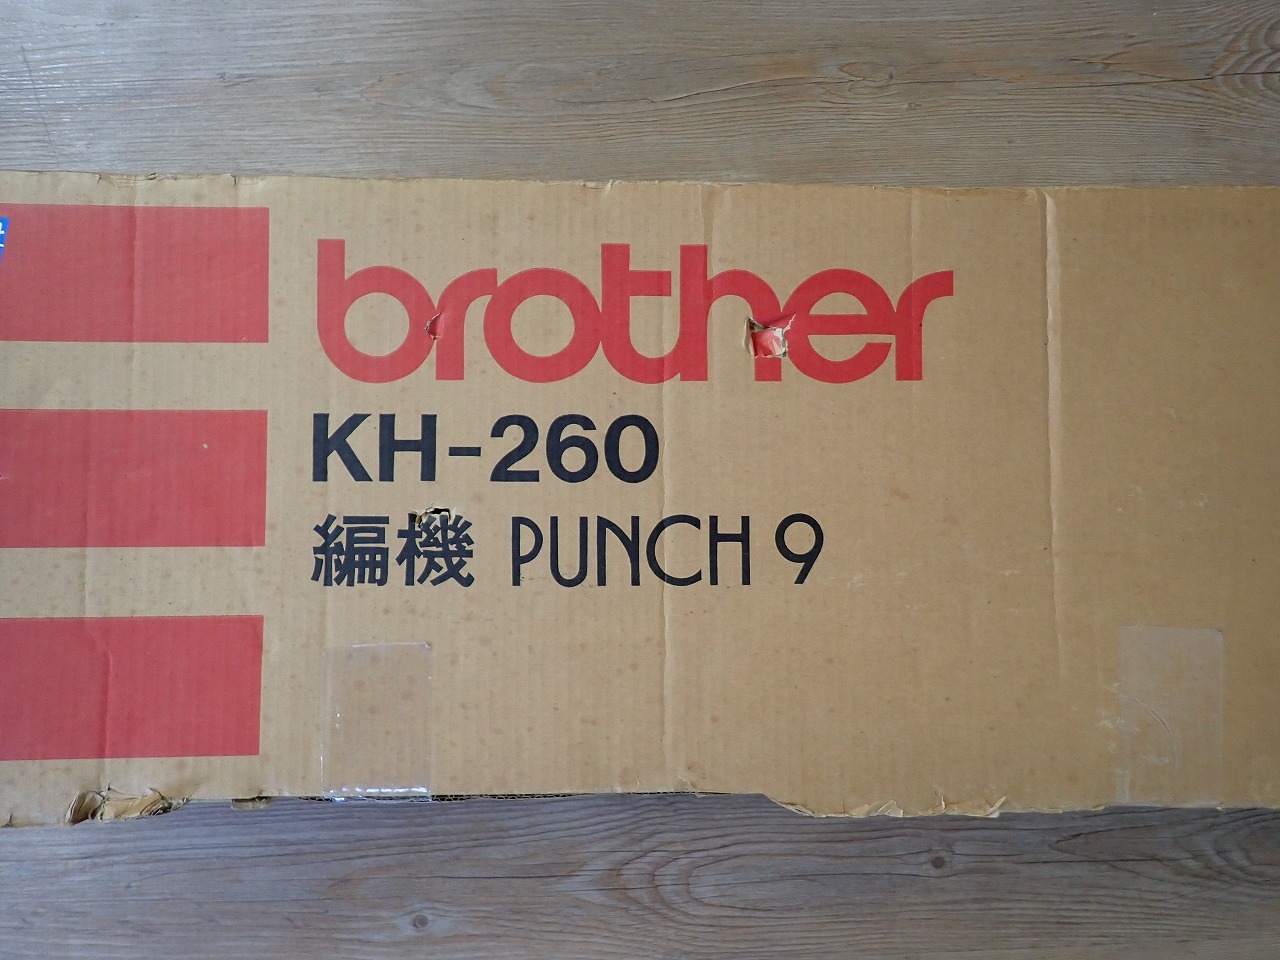 brother
KH-260
編機 PUNCH 9